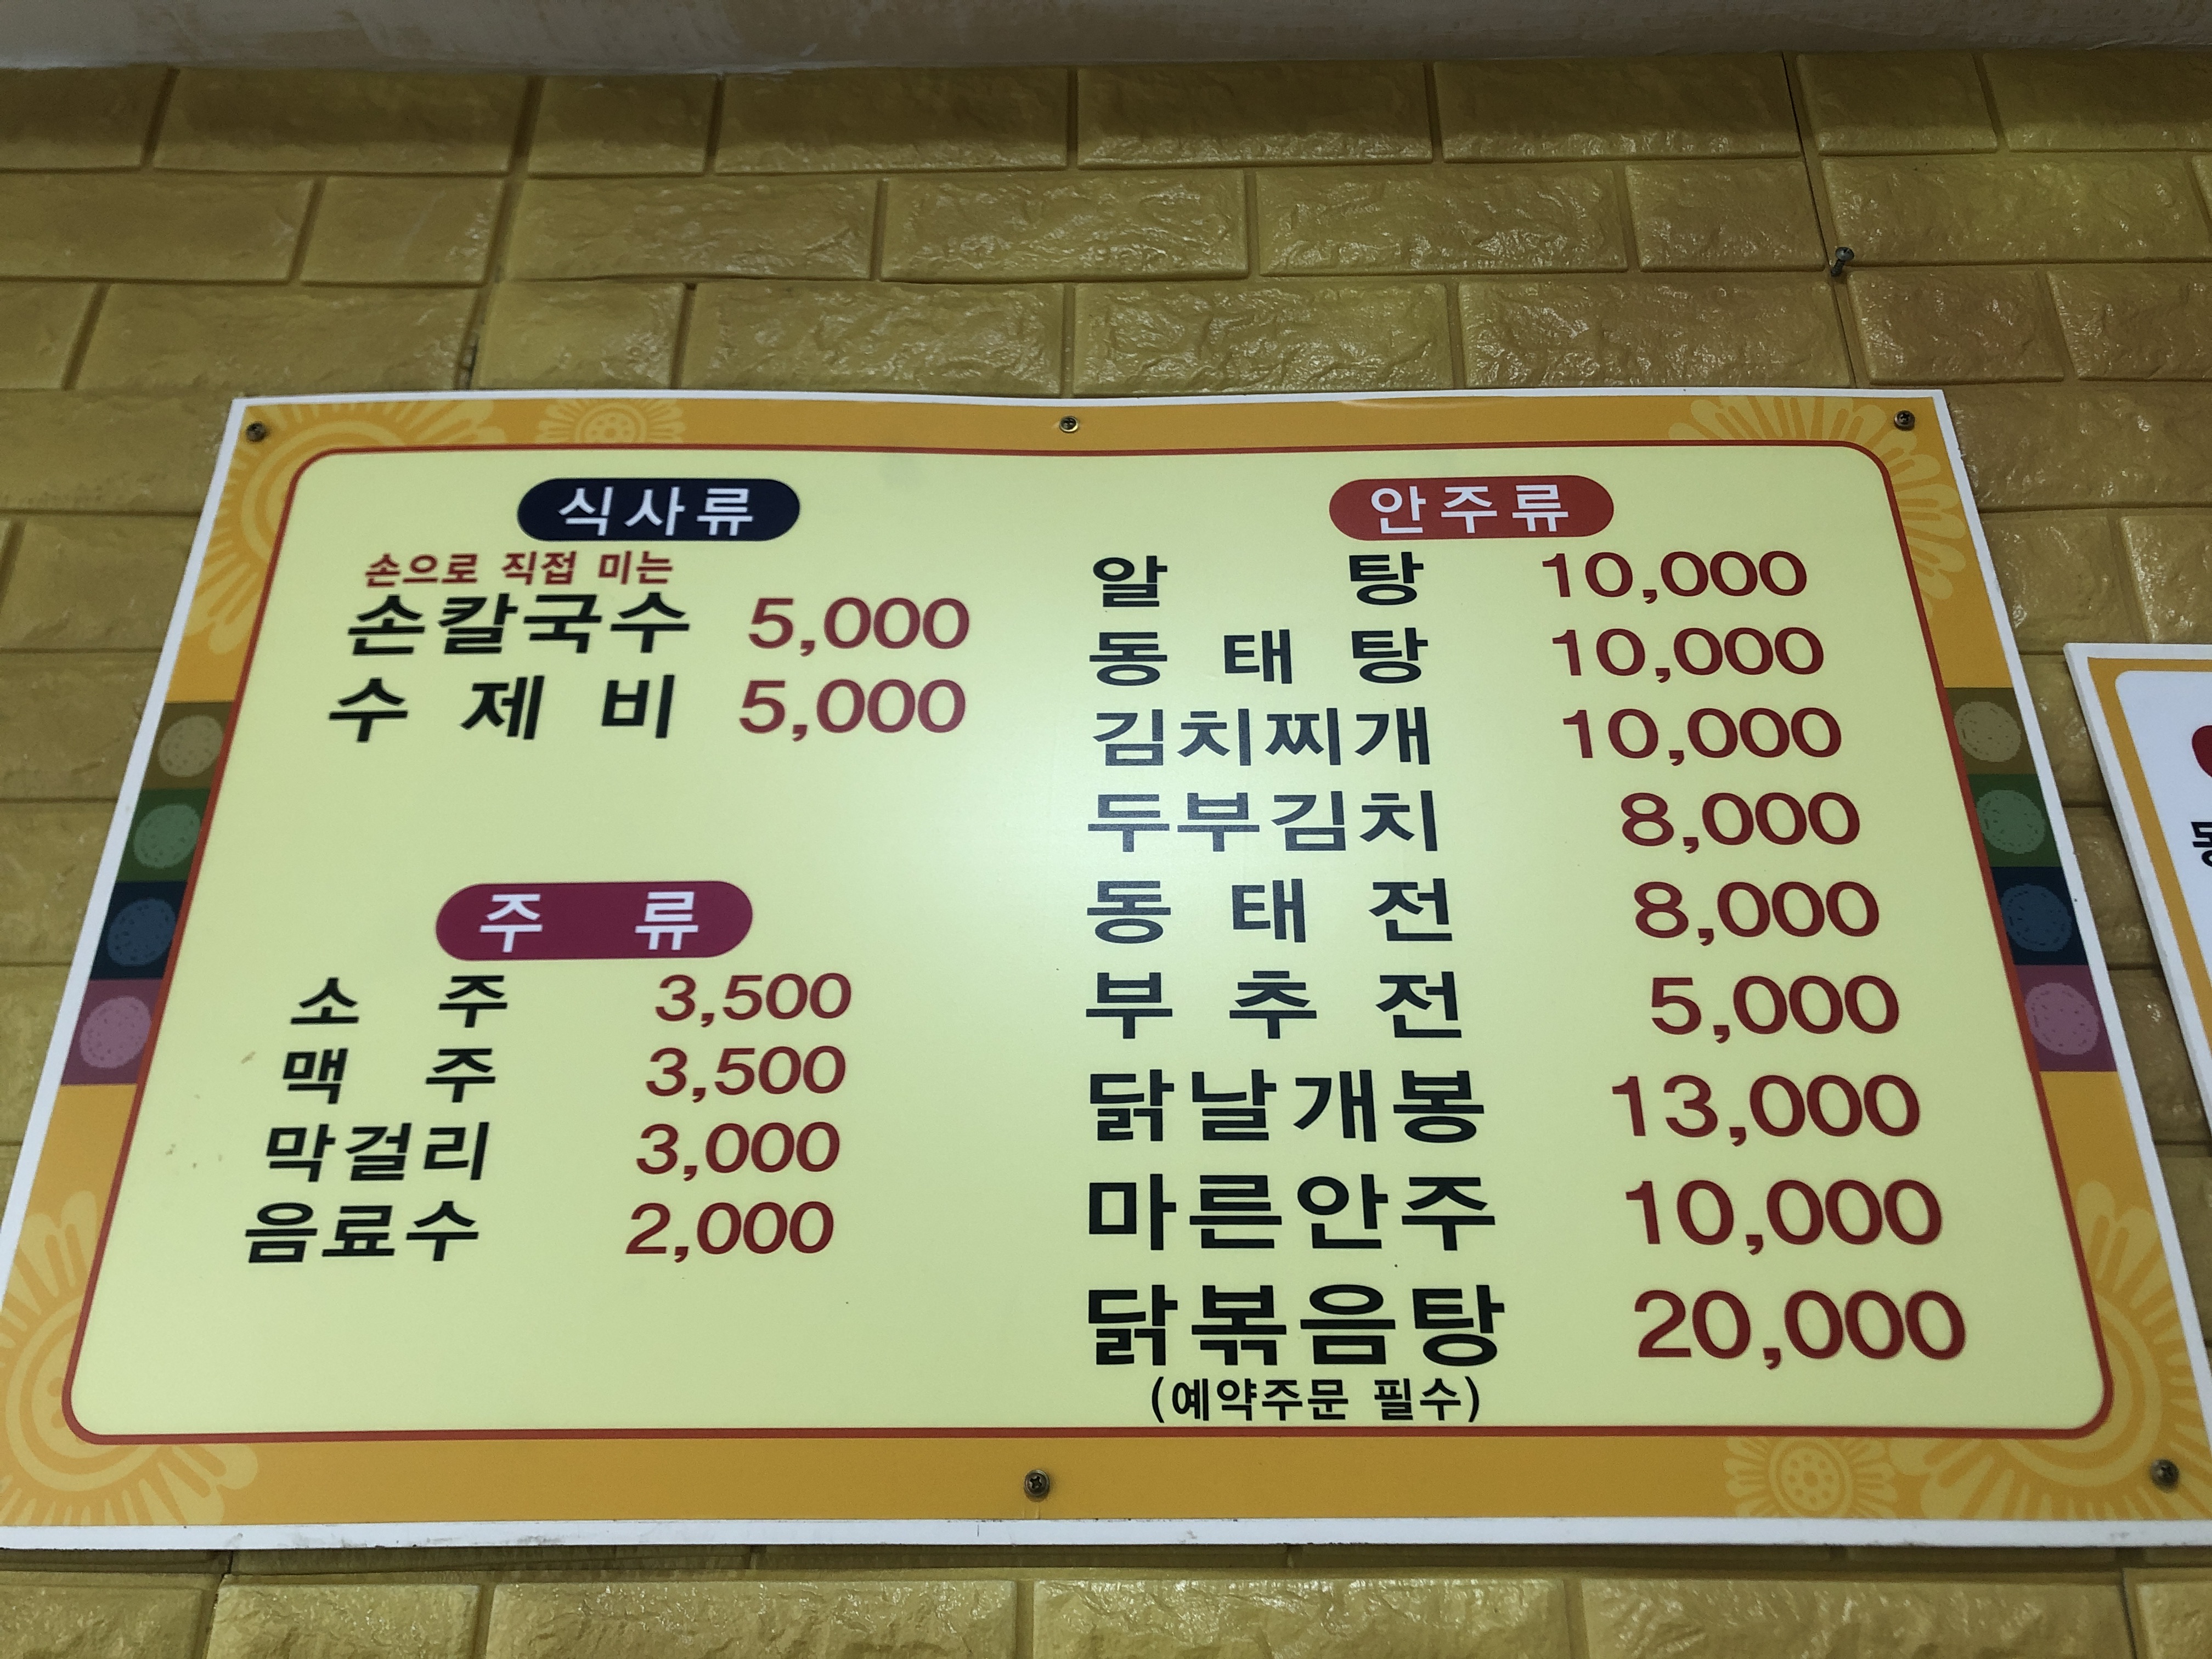 식사류
손으로 직접 미는
손칼국수 5,000
수 제 비 5,000
주 류
소 주 3,500
맥 주 3,500
막걸리 3,000
음료수 2,000
안주류
알 탕 10,000
동 태 탕 10,000
김치찌개 10,000
두부김치 8,000
동 태 전 8,000
부 추 전 5,000
닭날개봉 13,000
마른안주 10,000
닭볶음탕 20,000
(예약주문 필수)